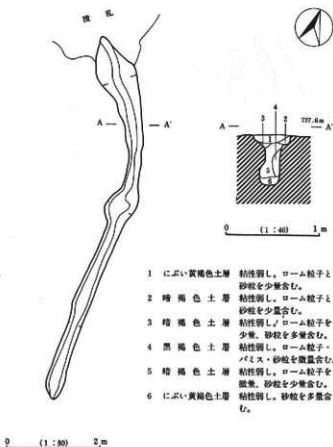 攪乱
A A'
4
3 2
A 1 A' 787.6m
5
6
0 (1:40) 1m
1 にぶい黄褐色土層 粘性弱し。ローム粒子と
砂粒を少量含む。
2 暗褐色土層 粘性弱し。ローム粒子と
砂粒を少量含む。
3 暗褐色土層 粘性弱し。ローム粒子を
少量、砂粒を多量含む。
4 黒褐色土層 粘性弱し。ローム粒子・
パミス・砂粒を微量含む。
5 暗褐色土層 粘性弱し。ローム粒子を
微量、砂粒を少量含む。
6 にぶい黄褐色土層 粘性弱し。砂粒を多量含
む。
0 (1:80) 2m